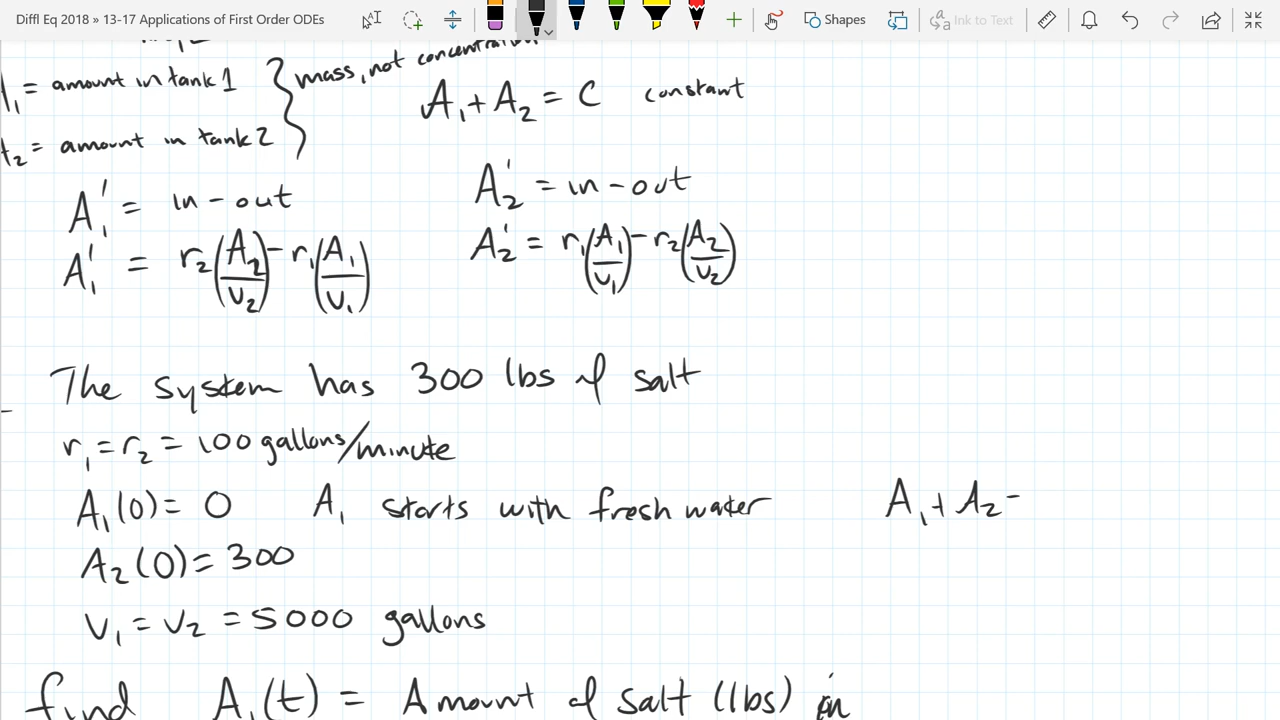 Diffl Eq 2018 » 13-17 Applications of First Order ODEs
Shapes
Ink to Text
A₁ = amount in tank 1
mass, not concentration
A₁ + A₂ = C constant
t₂ = amount in tank 2
A₁' = in - out
A₂' = in - out
A₁' = r₂(A₂/V₂) - r₁(A₁/V₁)
A₂' = r₁(A₁/V₁) - r₂(A₂/V₂)
The system has 300 lbs of salt
r₁ = r₂ = 100 gallons/minute
A₁(0) = 0 A₁ starts with fresh water
A₁ + A₂ -
A₂(0) = 300
V₁ = V₂ = 5000 gallons
find A₁(t) = Amount of salt (lbs) in